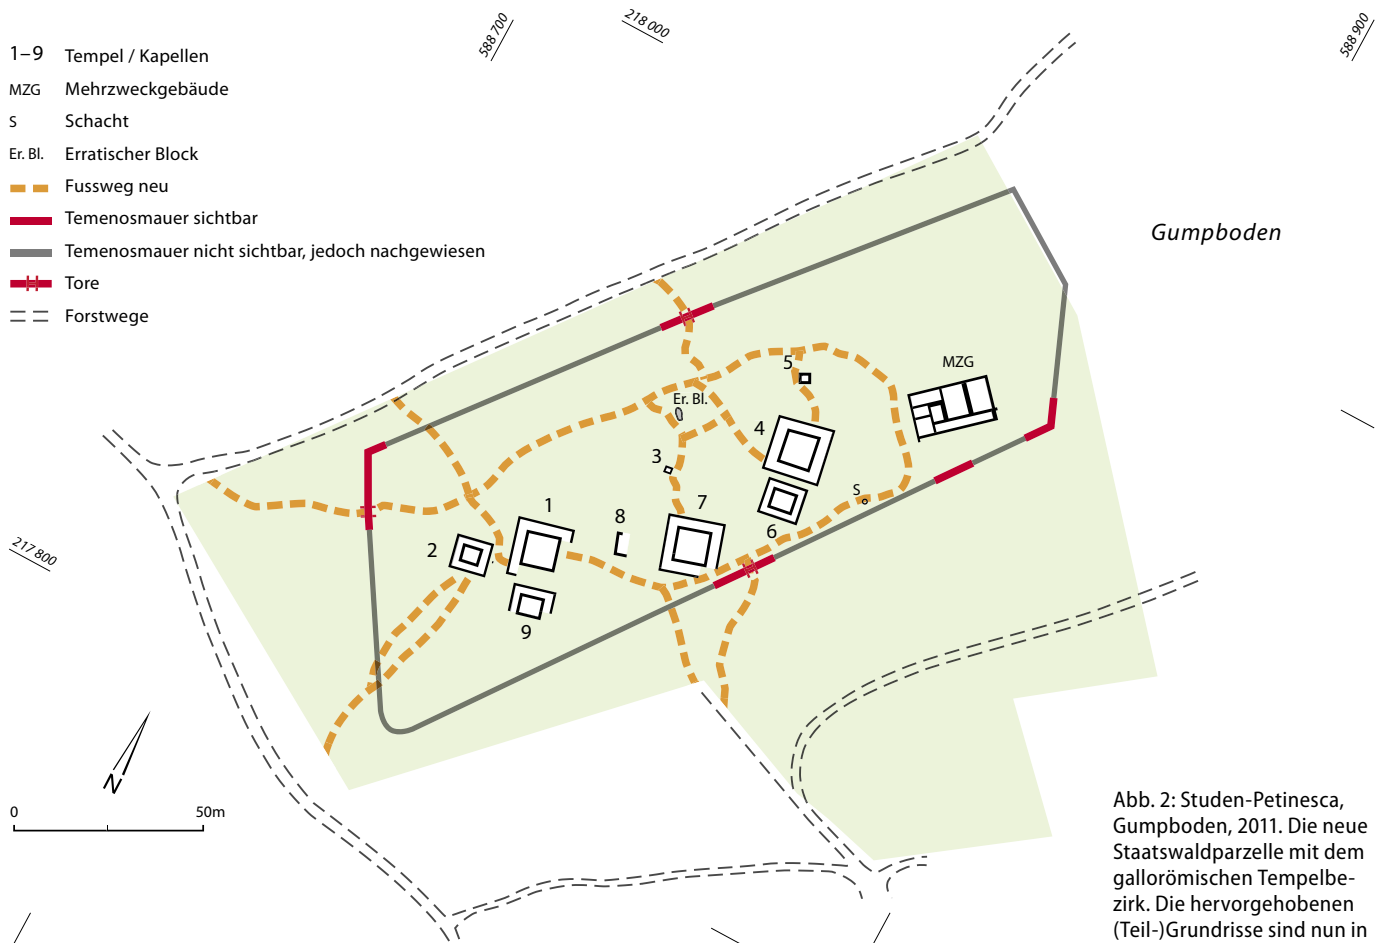 588 700
218 000
588 900
1–9 Tempel / Kapellen
MZG Mehrzweckgebäude
S Schacht
Er. Bl. Erratischer Block
Fussweg neu
Temenosmauer sichtbar
Temenosmauer nicht sichtbar, jedoch nachgewiesen
Tore
Forstwege
Gumpboden
MZG
5
Er. Bl.
4
3
S
1
7
8
6
2
9
217 800
N
0 50m
Abb. 2: Studen-Petinesca,
Gumpboden, 2011. Die neue
Staatswaldparzelle mit dem
gallorömischen Tempelbe-
zirk. Die hervorgehobenen
(Teil-)Grundrisse sind nun in